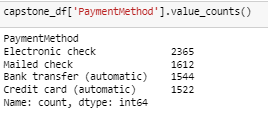 capstone_df['PaymentMethod'].value_counts()
PaymentMethod
Electronic check 2365
Mailed check 1612
Bank transfer (automatic) 1544
Credit card (automatic) 1522
Name: count, dtype: int64